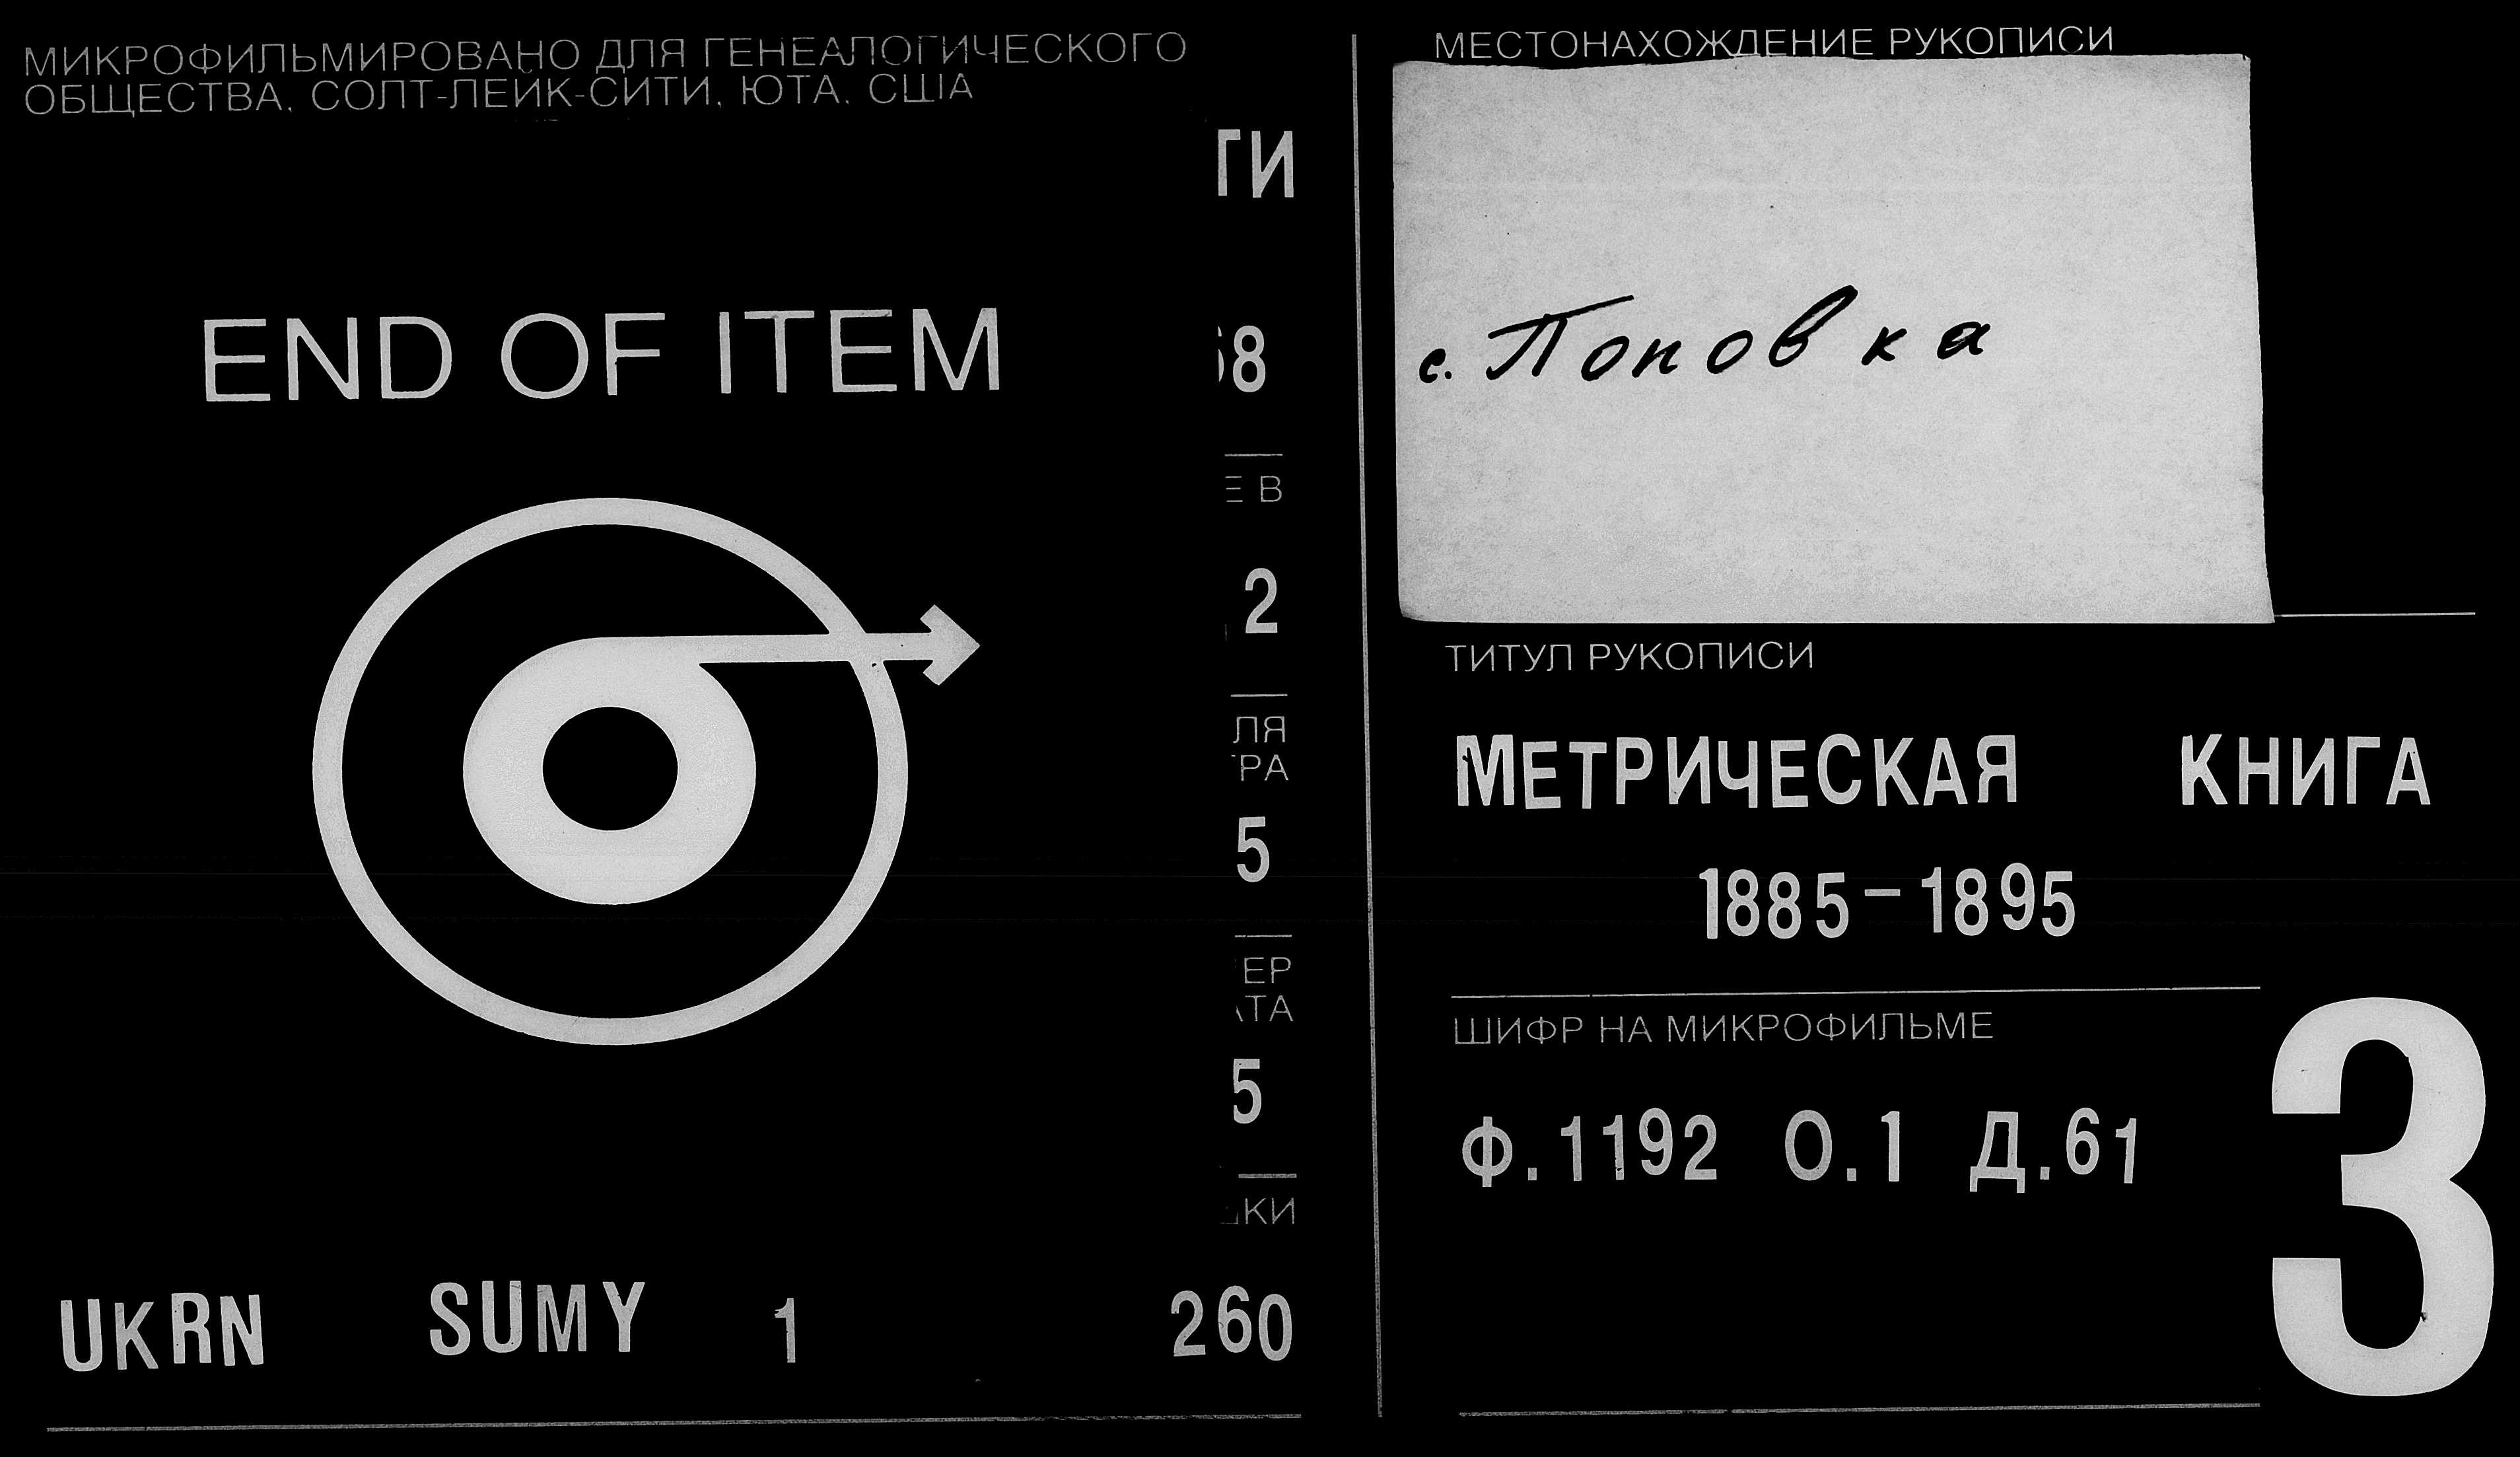 МИКРОФИЛЬМИРОВАНО ДЛЯ ГЕНЕАЛОГИЧЕСКОГО
ОБЩЕСТВА, СОЛТ-ЛЕЙК-СИТИ, ЮТА, США
END OF ITEM
ТИ
8
Е В
2
ЛЯ
РА
5
ЕР
ТА
5
КИ
UKRN SUMY 1 260
МЕСТОНАХОЖДЕНИЕ РУКОПИСИ
с. Поповка
ТИТУЛ РУКОПИСИ
МЕТРИЧЕСКАЯ КНИГА
1885-1895
ШИФР НА МИКРОФИЛЬМЕ
Ф.1192 О.1 Д.61
3